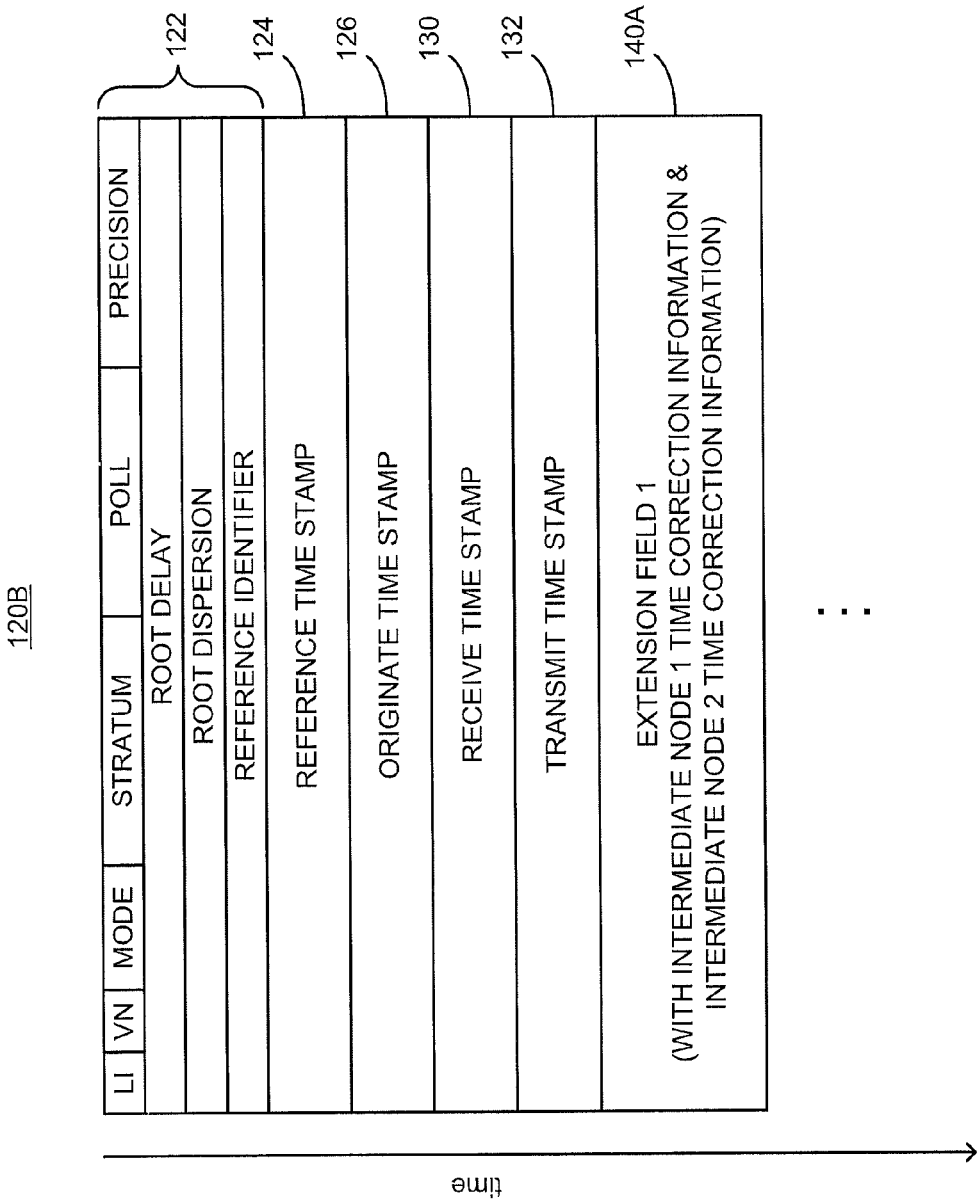 120B
LI VN MODE STRATUM POLL PRECISION
ROOT DELAY
ROOT DISPERSION
REFERENCE IDENTIFIER
122
REFERENCE TIME STAMP
124
ORIGINATE TIME STAMP
126
RECEIVE TIME STAMP
130
TRANSMIT TIME STAMP
132
EXTENSION FIELD 1
(WITH INTERMEDIATE NODE 1 TIME CORRECTION INFORMATION &
INTERMEDIATE NODE 2 TIME CORRECTION INFORMATION)
140A
. . .
time